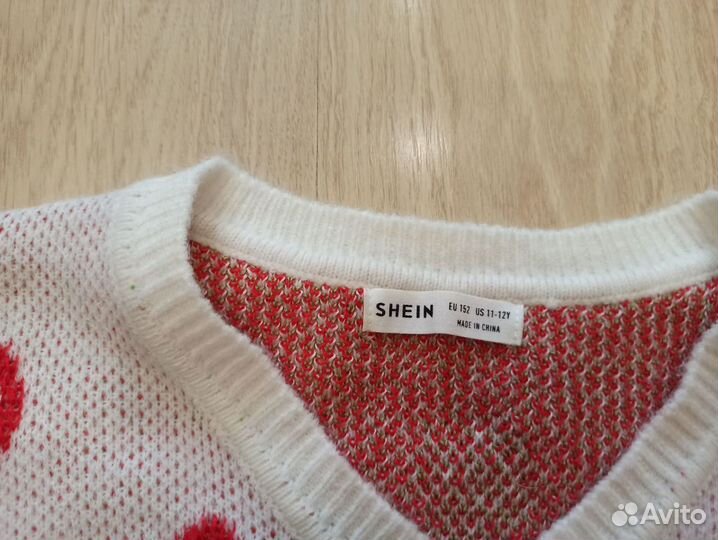 SHEIN EU 152 US 11-12Y
MADE IN CHINA
Avito